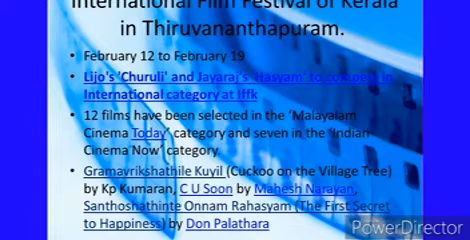 International Film Festival of Kerala
in Thiruvananthapuram.
• February 12 to February 19
• Lijo's 'Churuli' and Jayaraj's 'Hasyam' to compete in
International category at Iffk
• 12 films have been selected in the 'Malayalam
Cinema Today' category and seven in the 'Indian
Cinema Now' category
• Gramavrikshathile Kuyil (Cuckoo on the Village Tree)
by Kp Kumaran, C U Soon by Mahesh Narayan,
Santhoshathinte Onnam Rahasyam (The First Secret
to Happiness) by Don Palathara
PowerDirector